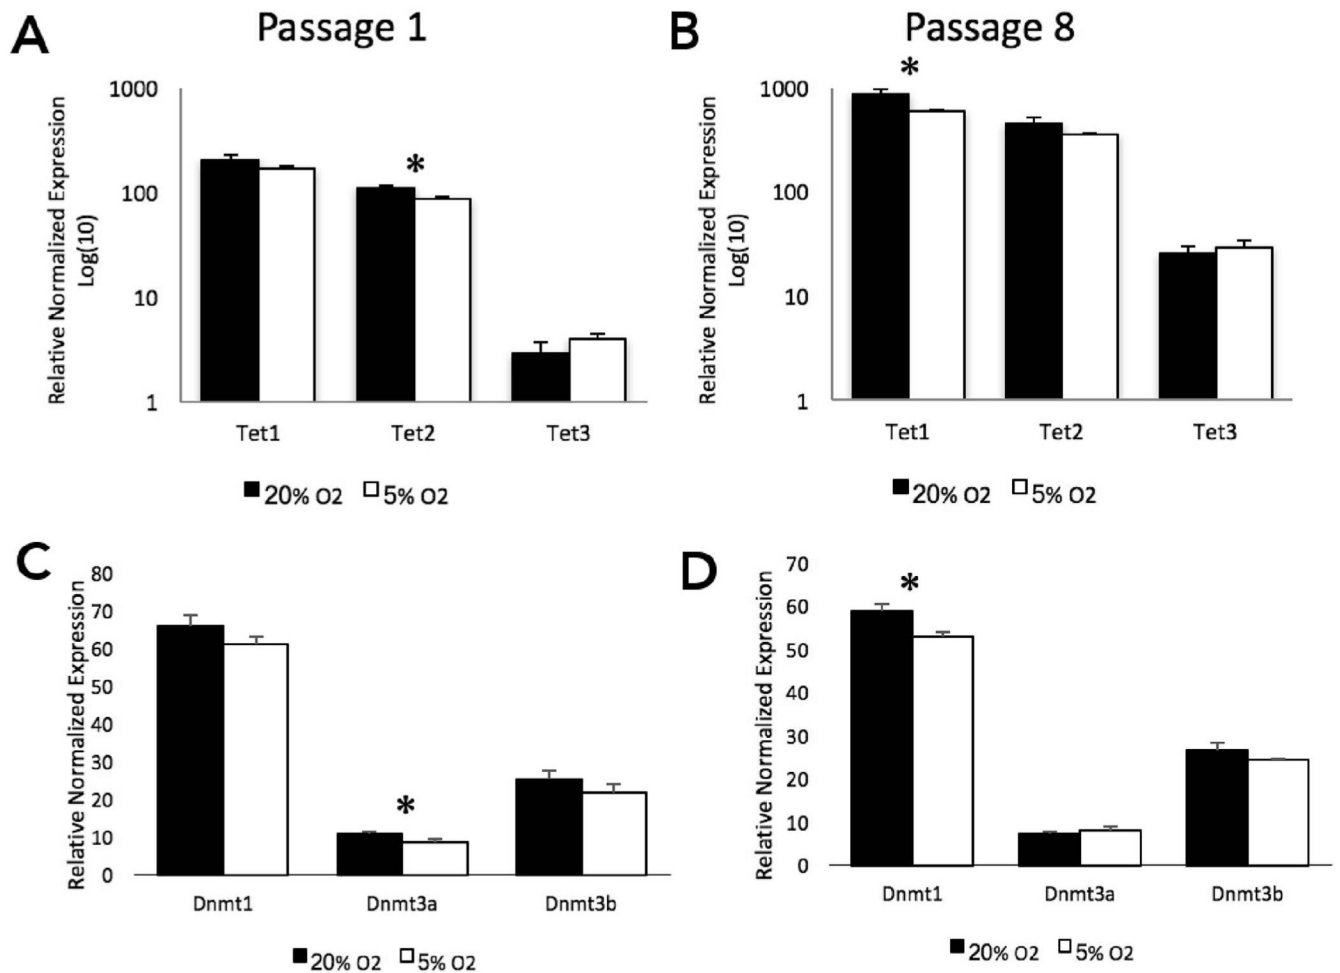 A
Passage 1
Relative Normalized Expression
Log(10)
1000
100
10
1
*
Tet1 Tet2 Tet3
20% O2 5% O2
B
Passage 8
Relative Normalized Expression
Log(10)
1000
100
10
1
*
Tet1 Tet2 Tet3
20% O2 5% O2
C
Relative Normalized Expression
80
70
60
50
40
30
20
10
0
*
Dnmt1 Dnmt3a Dnmt3b
20% O2 5% O2
D
Relative Normalized Expression
70
60
50
40
30
20
10
0
*
Dnmt1 Dnmt3a Dnmt3b
20% O2 5% O2